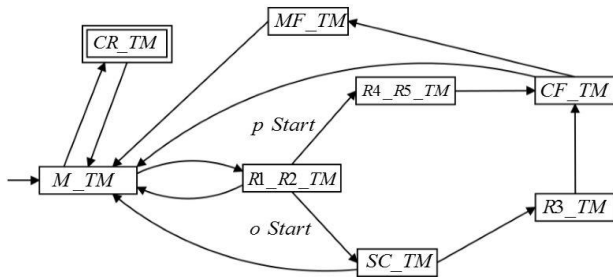 MF_TM
CR_TM
R4_R5_TM
CF_TM
p Start
M_TM
R1_R2_TM
R3_TM
o Start
SC_TM